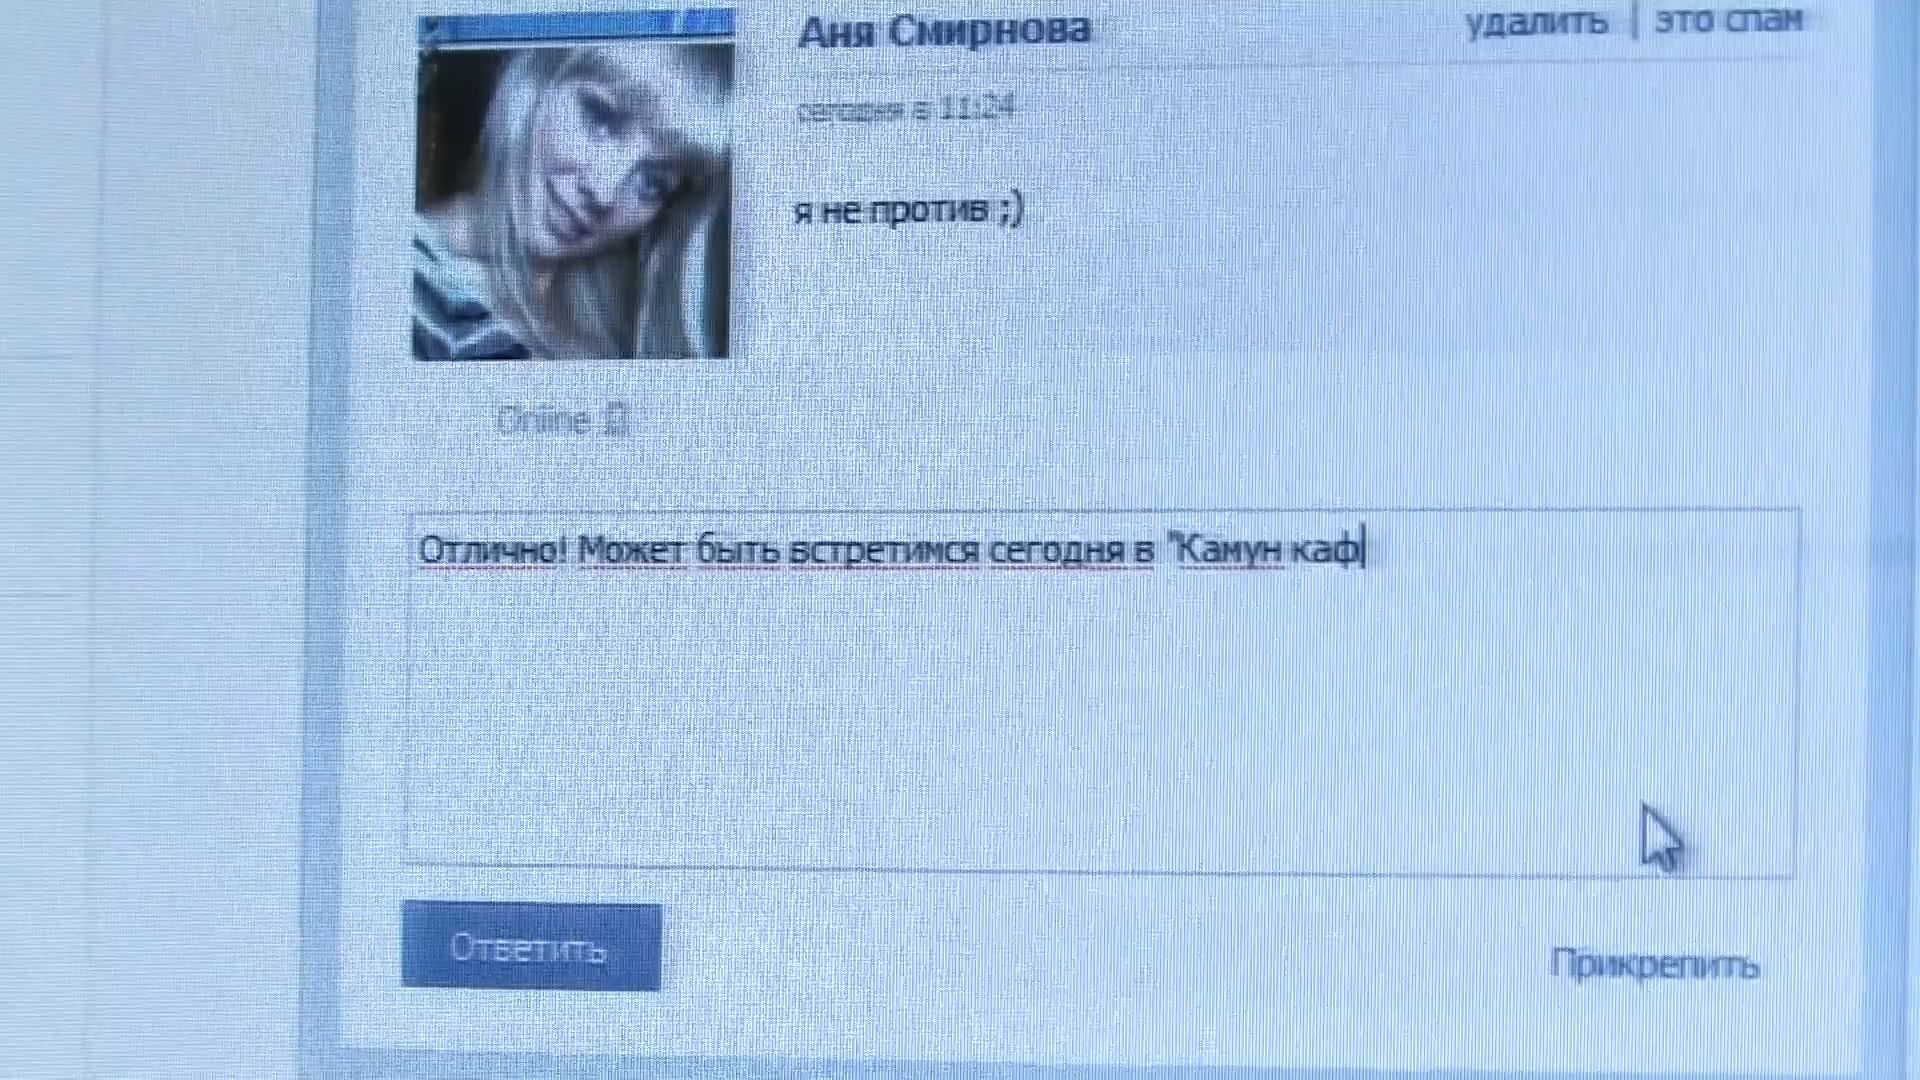 Аня Смирнова
удалить | это спам
сегодня в 11:24
я не против ;)
Online
Отлично! Может быть встретимся сегодня в "Камун каф
Ответить
Прикрепить